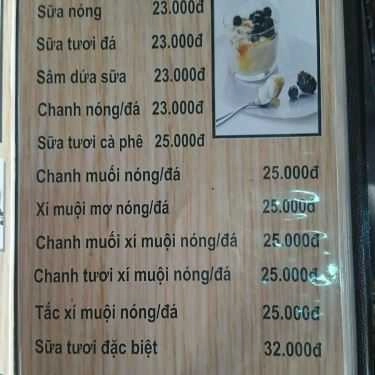 Sữa nóng 23.000đ
Sữa tươi đá 23.000đ
Sâm dứa sữa 23.000đ
Chanh nóng/đá 23.000đ
Sữa tươi cà phê 25.000đ
Chanh muối nóng/đá 25.000đ
Xí muội mơ nóng/đá 25.000đ
Chanh muối xí muội nóng/đá 25.000đ
Chanh tươi xí muội nóng/đá 25.000đ
Tắc xí muội nóng/đá 25.000đ
Sữa tươi đặc biệt 32.000đ